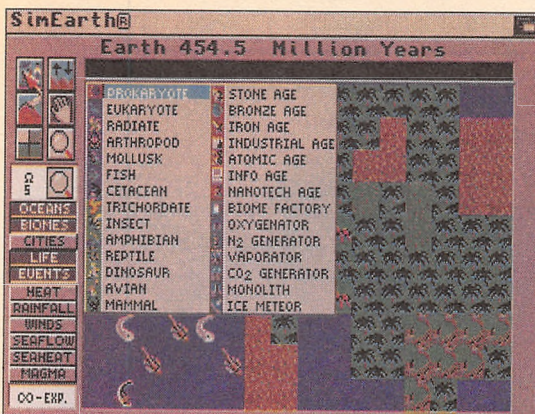 SimEarth®
Earth 454.5 Million Years
PROKARYOTE
EUKARYOTE
RADIATE
ARTHROPOD
MOLLUSK
FISH
CETACEAN
TRICHORDATE
INSECT
AMPHIBIAN
REPTILE
DINOSAUR
AVIAN
MAMMAL
STONE AGE
BRONZE AGE
IRON AGE
INDUSTRIAL AGE
ATOMIC AGE
INFO AGE
NANOTECH AGE
BIOME FACTORY
OXYGENATOR
N2 GENERATOR
VAPORATOR
CO2 GENERATOR
MONOLITH
ICE METEOR
Ω
5
OCEANS
BIOMES
CITIES
LIFE
EVENTS
HEAT
RAINFALL
WINDS
SEAFLOW
SEAHEAT
MAGMA
OO-EXP.